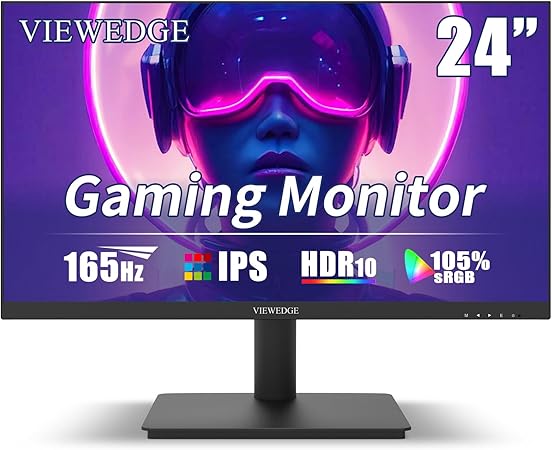 VIEWEDGE
24”
Gaming Monitor
165Hz
IPS
HDR10
105%
sRGB
VIEWEDGE
M ◄ ► E